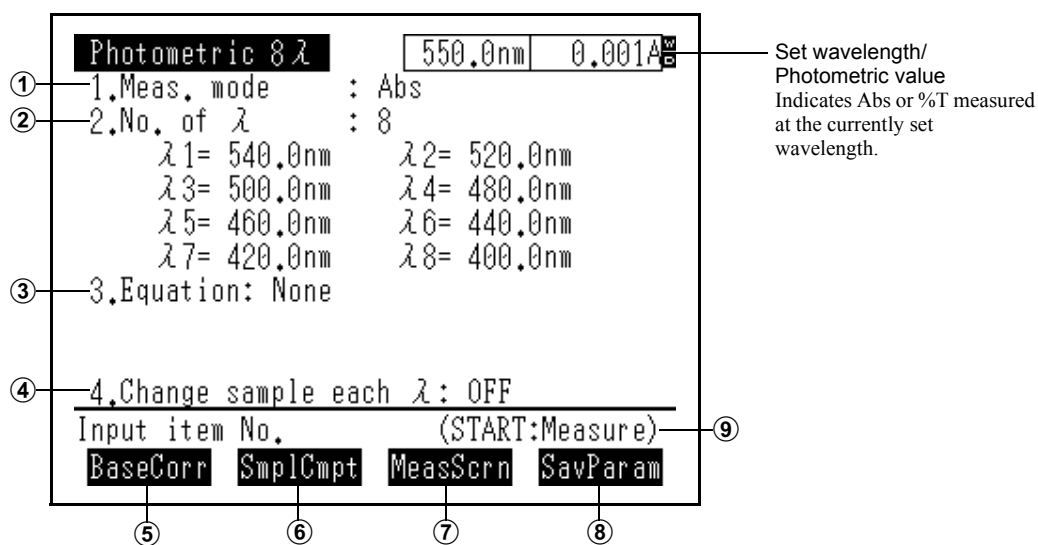 Photometric 8λ 550.0nm 0.001A
Set wavelength/
Photometric value
Indicates Abs or %T measured
at the currently set
wavelength.
① 1.Meas. mode : Abs
② 2.No. of λ : 8
λ1= 540.0nm λ2= 520.0nm
λ3= 500.0nm λ4= 480.0nm
λ5= 460.0nm λ6= 440.0nm
λ7= 420.0nm λ8= 400.0nm
③ 3.Equation: None
④ 4.Change sample each λ: OFF
Input item No. (START:Measure) ⑨
BaseCorr SmplCmpt MeasScrn SavParam
⑤ ⑥ ⑦ ⑧